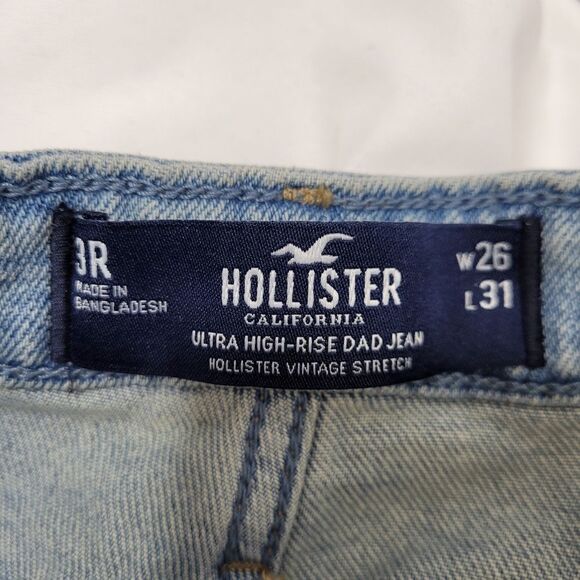 3R
MADE IN
BANGLADESH
HOLLISTER
CALIFORNIA
ULTRA HIGH-RISE DAD JEAN
HOLLISTER VINTAGE STRETCH
W26
L31